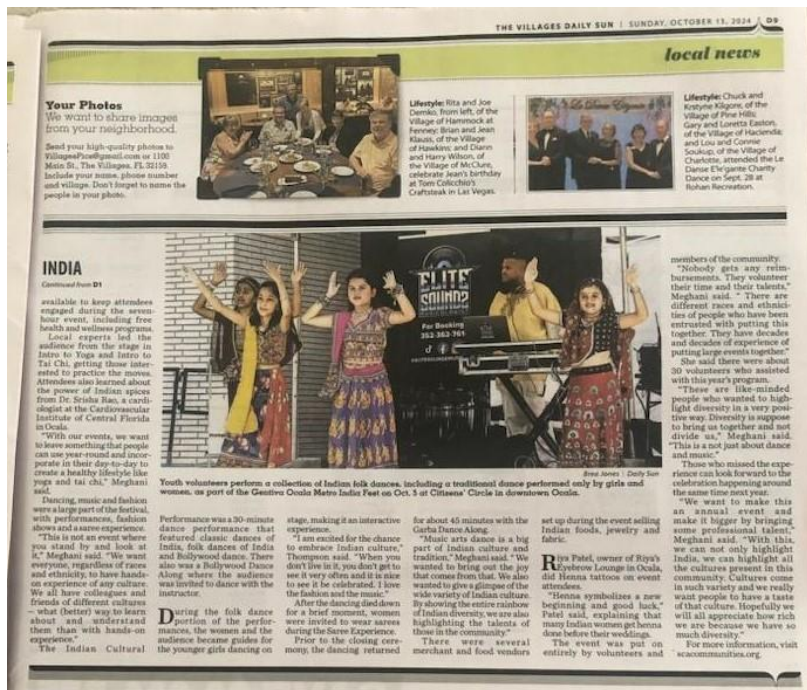 THE VILLAGES DAILY SUN | SUNDAY, OCTOBER 13, 2024 D9
local news
Your Photos
We want to share images
from your neighborhood.
Send your high-quality photos to
VillagesPics@gmail.com or 1100
Main St., The Villages, FL 32159.
Include your name, phone number
and village. Don't forget to name the
people in your photo.
Lifestyle: Rita and Joe
Demko, from left, of the
Village of Hammock at
Fenney; Brian and Jean
Klauss, of the Village
of Hawkins; and Diann
and Harry Wilson, of
the Village of McClure,
celebrate Jean's birthday
at Tom Colicchio's
Craftsteak in Las Vegas.
La Danse Elegante
Lifestyle: Chuck and
Krstyne Kilgore, of the
Village of Pine Hills;
Gary and Loretta Easton,
of the Village of Hacienda;
and Lou and Connie
Soukup, of the Village of
Charlotte, attended the Le
Danse Ele'gante Charity
Dance on Sept. 28 at
Rohan Recreation.
INDIA
Continued from D1
available to keep attendees
engaged during the seven-
hour event, including free
health and wellness programs.
Local experts led the
audience from the stage in
Intro to Yoga and Intro to
Tai Chi, getting those inter-
ested to practice the moves.
Attendees also learned about
the power of Indian spices
from Dr. Srisha Rao, a cardi-
ologist at the Cardiovascular
Institute of Central Florida
in Ocala.
"With our events, we want
to leave something that people
can use year-round and incor-
porate in their day-to-day to
create a healthy lifestyle like
yoga and tai chi," Meghani
said.
Dancing, music and fashion
were a large part of the festival,
with performances, fashion
shows and a saree experience.
"This is not an event where
you stand by and look at
it," Meghani said. "We want
everyone, regardless of races
and ethnicity, to have hands-
on experience of any culture.
We all have colleagues and
friends of different cultures
– what (better) way to learn
about and understand
them than with hands-on
experience."
The Indian Cultural
ELITE
SOUNDZ
For Booking
352-362-361
Bree Jones | Daily Sun
Youth volunteers perform a collection of Indian folk dances, including a traditional dance performed only by girls and
women, as part of the Gentiva Ocala Metro India Fest on Oct. 5 at Citizens' Circle in downtown Ocala.
Performance was a 30-minute
dance performance that
featured classic dances of
India, folk dances of India
and Bollywood dance. There
also was a Bollywood Dance
Along where the audience
was invited to dance with the
instructor.
During the folk dance
portion of the perfor-
mances, the women and the
audience became guides for
the younger girls dancing on
stage, making it an interactive
experience.
"I am excited for the chance
to embrace Indian culture,"
Thompson said. "When you
don't live in it, you don't get to
see it very often and it is nice
to see it be celebrated. I love
the fashion and the music."
After the dancing died down
for a brief moment, women
were invited to wear sarees
during the Saree Experience.
Prior to the closing cere-
mony, the dancing returned
for about 45 minutes with the
Garba Dance Along.
"Music arts dance is a big
part of Indian culture and
tradition," Meghani said. "We
wanted to bring out the joy
that comes from that. We also
wanted to give a glimpse of the
wide variety of Indian culture.
By showing the entire rainbow
of Indian diversity, we are also
highlighting the talents of
those in the community."
There were several
merchant and food vendors
set up during the event selling
Indian foods, jewelry and
fabric.
Riya Patel, owner of Riya's
Eyebrow Lounge in Ocala,
did Henna tattoos on event
attendees.
"Henna symbolizes a new
beginning and good luck,"
Patel said, explaining that
many Indian women get henna
done before their weddings.
The event was put on
entirely by volunteers and
members of the community.
"Nobody gets any reim-
bursements. They volunteer
their time and their talents,"
Meghani said. " There are
different races and ethnici-
ties of people who have been
entrusted with putting this
together. They have decades
and decades of experience of
putting large events together."
She said there were about
30 volunteers who assisted
with this year's program.
"These are like-minded
people who wanted to high-
light diversity in a very posi-
tive way. Diversity is suppose
to bring us together and not
divide us," Meghani said.
"This is not just about dance and
music."
Those who missed the expe-
rience can look forward to the
celebration happening around
the same time next year.
"We want to make this
an annual event and
make it bigger by bringing
some professional talent,"
Meghani said. "With this,
we can not only highlight
India, we can highlight all
the cultures present in this
community. Cultures come
in such variety and we really
want people to have a taste
of that culture. Hopefully we
will all appreciate how rich
we are because we have so
much diversity."
For more information, visit
scacommunities.org.